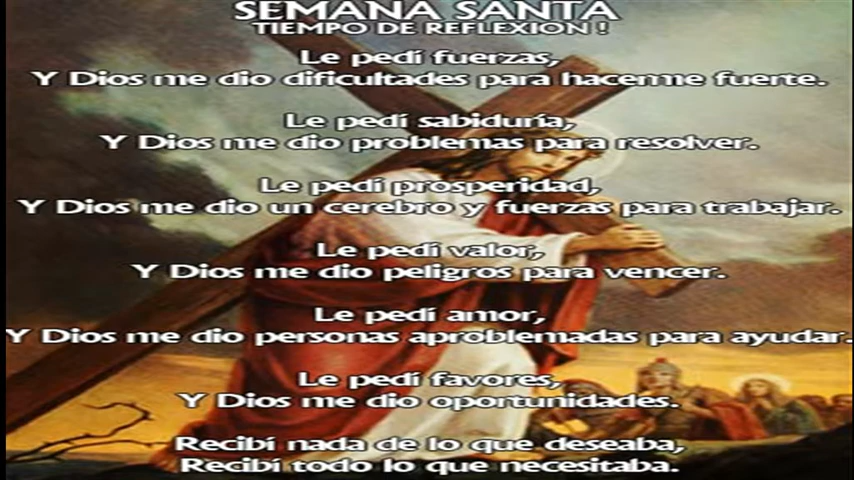 SEMANA SANTA
TIEMPO DE REFLEXION !
Le pedí fuerzas,
Y Dios me dio dificultades para hacerme fuerte.
Le pedí sabiduría,
Y Dios me dio problemas para resolver.
Le pedí prosperidad,
Y Dios me dio un cerebro y fuerzas para trabajar.
Le pedí valor,
Y Dios me dio peligros para vencer.
Le pedí amor,
Y Dios me dio personas aproblemadas para ayudar.
Le pedí favores,
Y Dios me dio oportunidades.
Recibí nada de lo que deseaba,
Recibí todo lo que necesitaba.